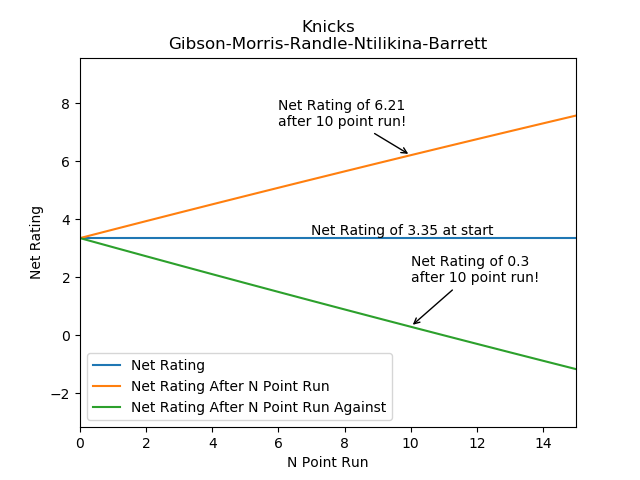 Knicks
Gibson-Morris-Randle-Ntilikina-Barrett
Net Rating
8
6
4
2
0
−2
Net Rating of 6.21
after 10 point run!
Net Rating of 3.35 at start
Net Rating of 0.3
after 10 point run!
Net Rating
Net Rating After N Point Run
Net Rating After N Point Run Against
0 2 4 6 8 10 12 14
N Point Run